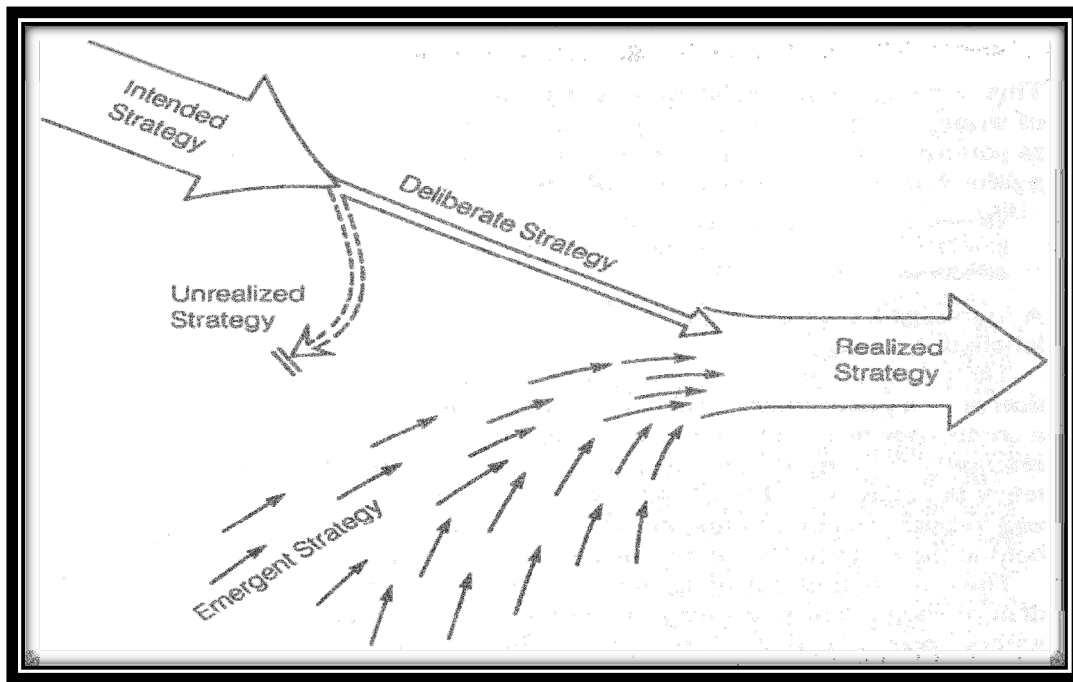 Intended
Strategy
Deliberate Strategy
Unrealized
Strategy
Realized
Strategy
Emergent Strategy